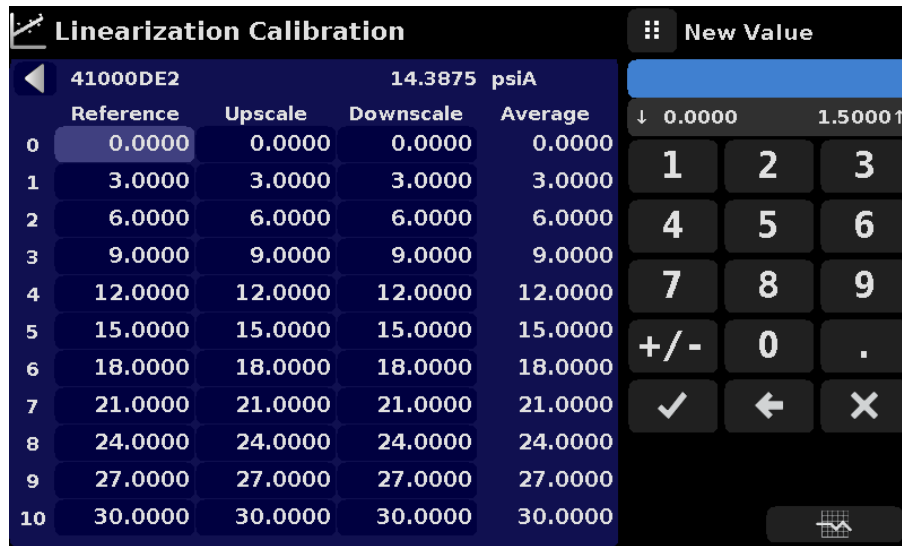 Linearization Calibration
41000DE2 14.3875 psiA
Reference Upscale Downscale Average
0 0.0000 0.0000 0.0000 0.0000
1 3.0000 3.0000 3.0000 3.0000
2 6.0000 6.0000 6.0000 6.0000
3 9.0000 9.0000 9.0000 9.0000
4 12.0000 12.0000 12.0000 12.0000
5 15.0000 15.0000 15.0000 15.0000
6 18.0000 18.0000 18.0000 18.0000
7 21.0000 21.0000 21.0000 21.0000
8 24.0000 24.0000 24.0000 24.0000
9 27.0000 27.0000 27.0000 27.0000
10 30.0000 30.0000 30.0000 30.0000
New Value
↓ 0.0000 1.5000↑
1 2 3
4 5 6
7 8 9
+/- 0 .